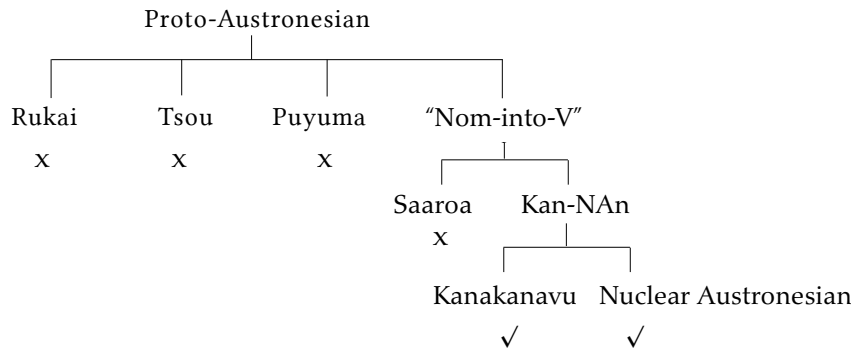 Proto-Austronesian
Rukai Tsou Puyuma “Nom-into-V”
x x x
Saaroa Kan-NAn
x
Kanakanavu Nuclear Austronesian
√ √